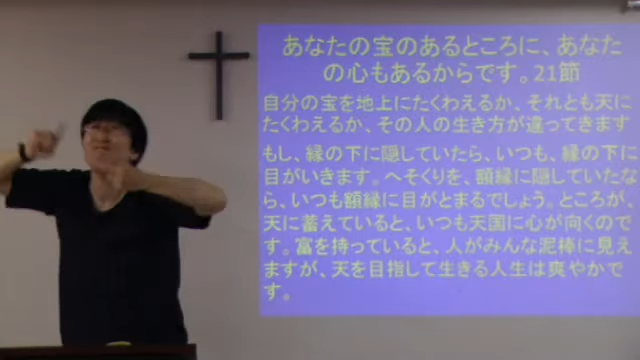 あなたの宝のあるところに、あなた
の心もあるからです。21節
自分の宝を地上にたくわえるか、それとも天に
たくわえるか、その人の生き方が違ってきます
もし、縁の下に隠していたら、いつも、縁の下に
目がいきます。へそくりを、額縁に隠していたな
ら、いつも額縁に目がとまるでしょう。ところが、
天に蓄えていると、いつも天国に心が向くので
す。富を持っていると、人がみんな泥棒に見え
ますが、天を目指して生きる人生は爽やかで
す。